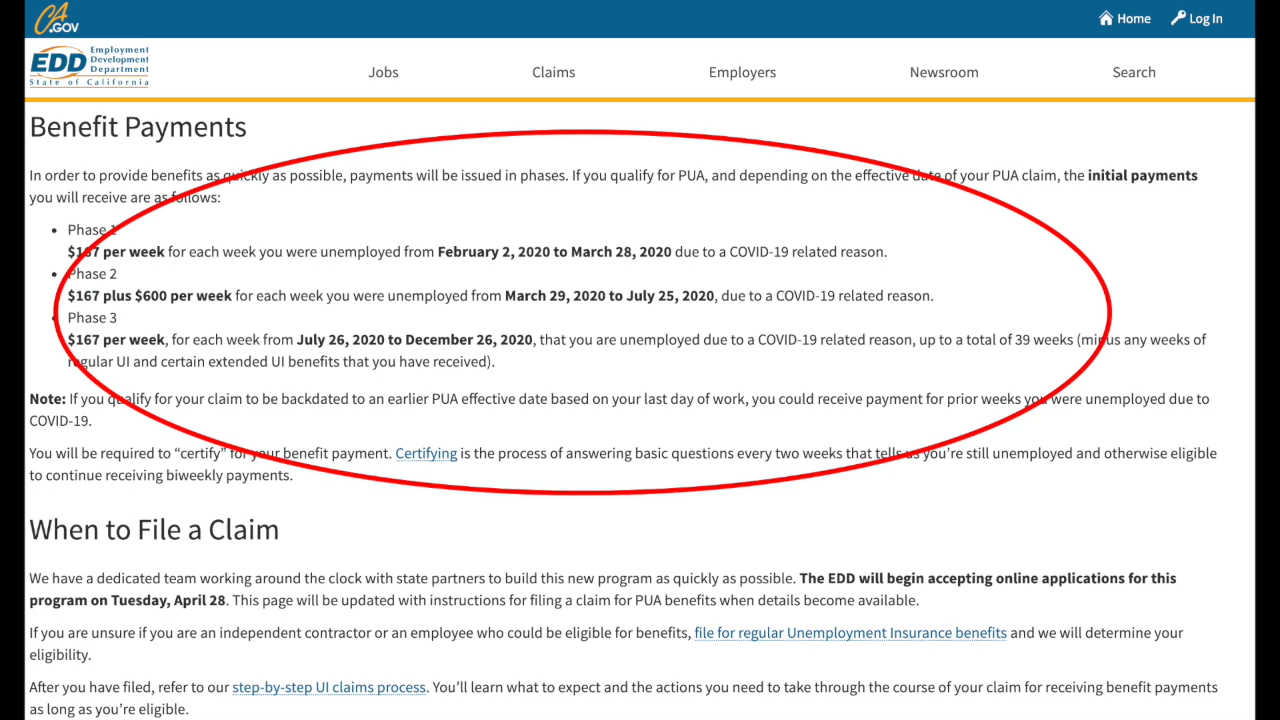 CA
.GOV
Home
Log In
EDD
Employment
Development
Department
State of California
Jobs
Claims
Employers
Newsroom
Search
Benefit Payments
In order to provide benefits as quickly as possible, payments will be issued in phases. If you qualify for PUA, and depending on the effective date of your PUA claim, the initial payments
you will receive are as follows:
• Phase 1
$167 per week for each week you were unemployed from February 2, 2020 to March 28, 2020 due to a COVID-19 related reason.
• Phase 2
$167 plus $600 per week for each week you were unemployed from March 29, 2020 to July 25, 2020, due to a COVID-19 related reason.
• Phase 3
$167 per week, for each week from July 26, 2020 to December 26, 2020, that you are unemployed due to a COVID-19 related reason, up to a total of 39 weeks (minus any weeks of
regular UI and certain extended UI benefits that you have received).
Note: If you qualify for your claim to be backdated to an earlier PUA effective date based on your last day of work, you could receive payment for prior weeks you were unemployed due to
COVID-19.
You will be required to “certify” for your benefit payment. Certifying is the process of answering basic questions every two weeks that tells us you’re still unemployed and otherwise eligible
to continue receiving biweekly payments.
When to File a Claim
We have a dedicated team working around the clock with state partners to build this new program as quickly as possible. The EDD will begin accepting online applications for this
program on Tuesday, April 28. This page will be updated with instructions for filing a claim for PUA benefits when details become available.
If you are unsure if you are an independent contractor or an employee who could be eligible for benefits, file for regular Unemployment Insurance benefits and we will determine your
eligibility.
After you have filed, refer to our step-by-step UI claims process. You’ll learn what to expect and the actions you need to take through the course of your claim for receiving benefit payments
as long as you’re eligible.